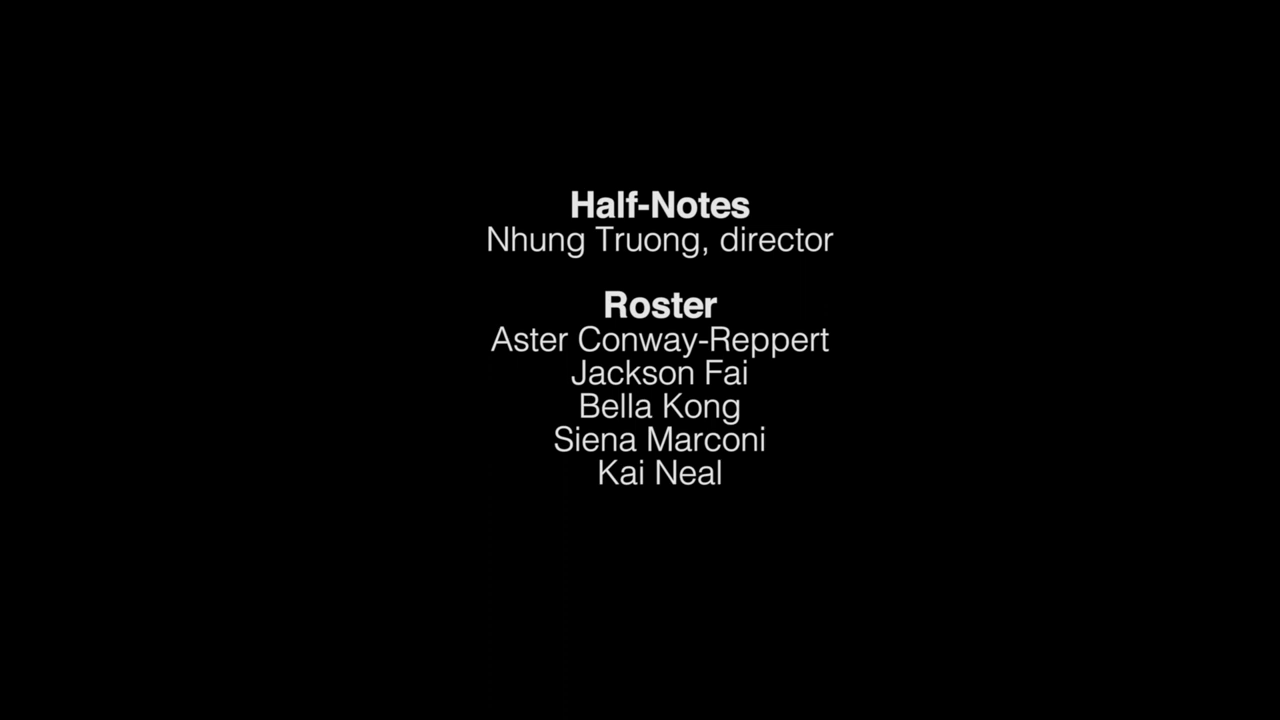 Half-Notes
Nhung Truong, director
Roster
Aster Conway-Reppert
Jackson Fai
Bella Kong
Siena Marconi
Kai Neal